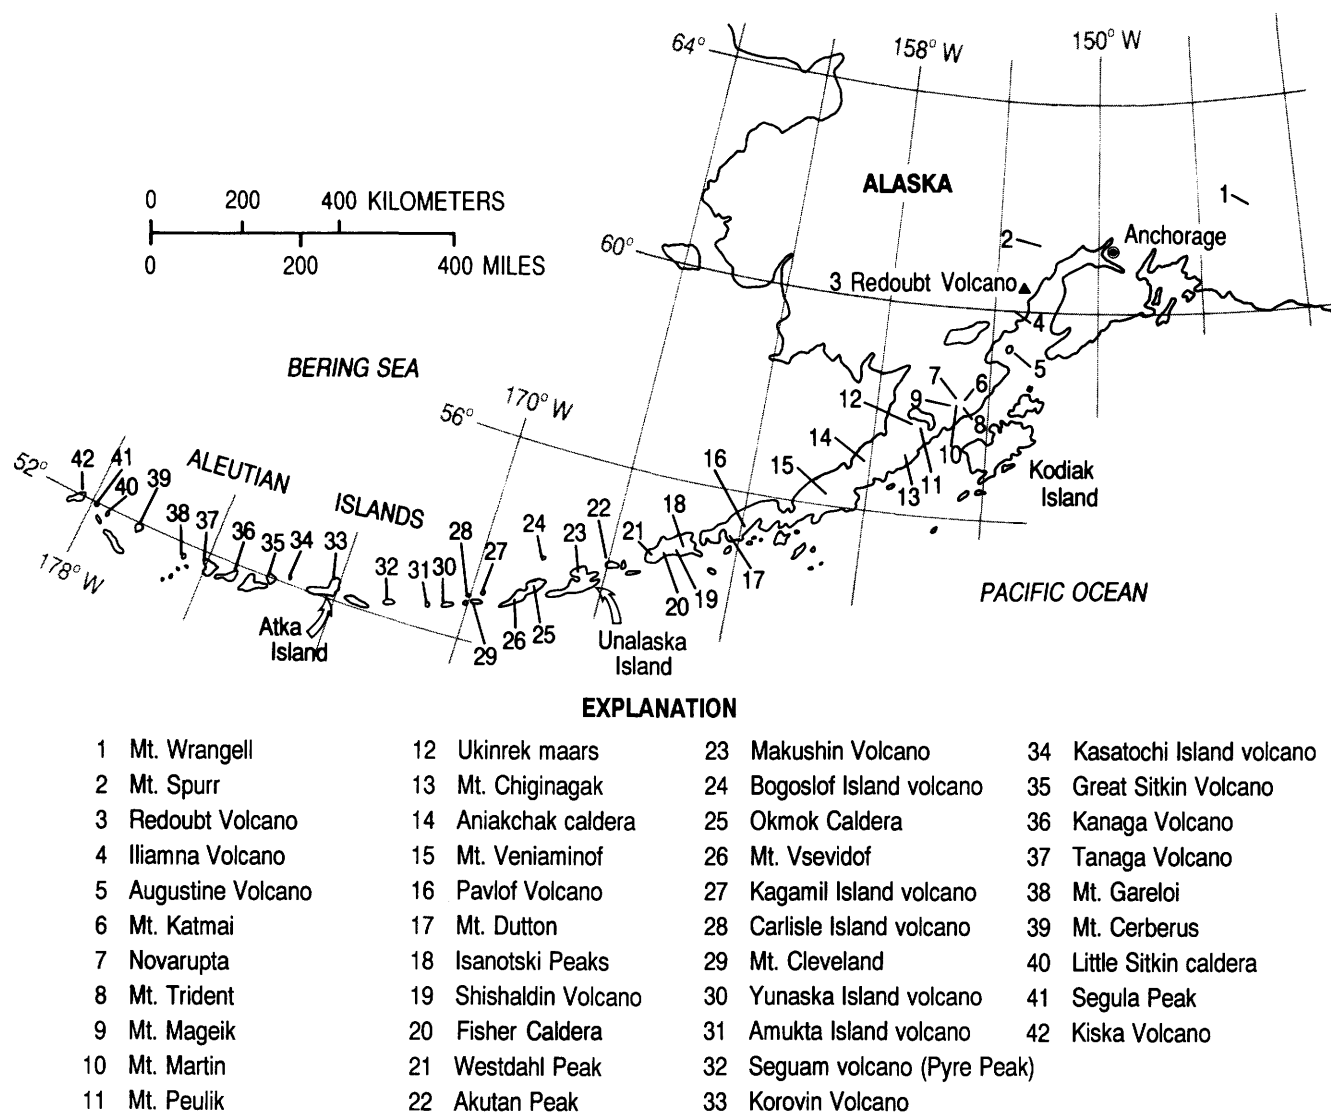 64°
158° W
150° W
ALASKA
0 200 400 KILOMETERS
0 200 400 MILES
1
2
Anchorage
60°
3 Redoubt Volcano
4
BERING SEA
5
170° W
56°
7
6
9
12
8
14
10
11
13
15
16
Kodiak
Island
52°
42
41
40
39
ALEUTIAN
ISLANDS
38
37
36
35
34
33
32
31
30
28
27
24
23
22
21
18
17
178° W
PACIFIC OCEAN
Atka
Island
29
26
25
Unalaska
Island
20
19
EXPLANATION
1 Mt. Wrangell
2 Mt. Spurr
3 Redoubt Volcano
4 Iliamna Volcano
5 Augustine Volcano
6 Mt. Katmai
7 Novarupta
8 Mt. Trident
9 Mt. Mageik
10 Mt. Martin
11 Mt. Peulik
12 Ukinrek maars
13 Mt. Chiginagak
14 Aniakchak caldera
15 Mt. Veniaminof
16 Pavlof Volcano
17 Mt. Dutton
18 Isanotski Peaks
19 Shishaldin Volcano
20 Fisher Caldera
21 Westdahl Peak
22 Akutan Peak
23 Makushin Volcano
24 Bogoslof Island volcano
25 Okmok Caldera
26 Mt. Vsevidof
27 Kagamil Island volcano
28 Carlisle Island volcano
29 Mt. Cleveland
30 Yunaska Island volcano
31 Amukta Island volcano
32 Seguam volcano (Pyre Peak)
33 Korovin Volcano
34 Kasatochi Island volcano
35 Great Sitkin Volcano
36 Kanaga Volcano
37 Tanaga Volcano
38 Mt. Gareloi
39 Mt. Cerberus
40 Little Sitkin caldera
41 Segula Peak
42 Kiska Volcano